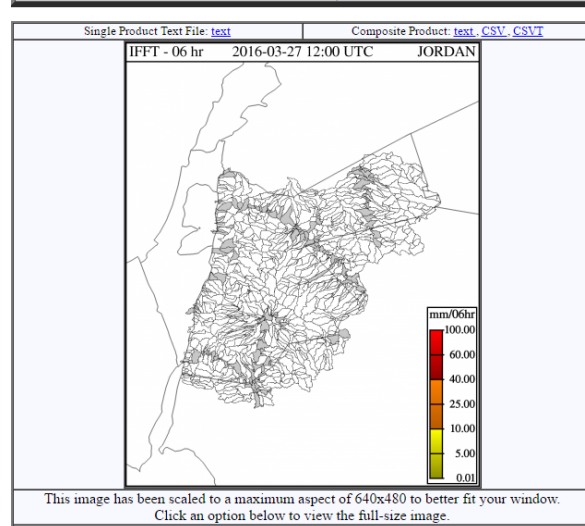 Single Product Text File: text
Composite Product: text, CSV, CSVT
IFFT - 06 hr 2016-03-27 12:00 UTC JORDAN
mm/06hr
100.00
60.00
40.00
25.00
10.00
5.00
0.01
This image has been scaled to a maximum aspect of 640x480 to better fit your window.
Click an option below to view the full-size image.